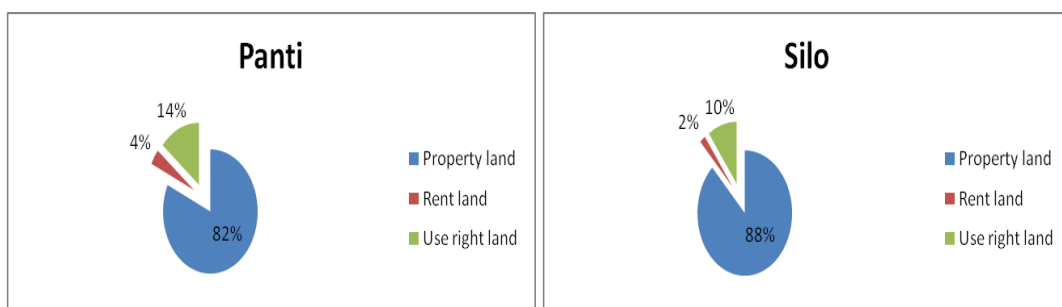 Panti
14%
4%
82%
Property land
Rent land
Use right land
Silo
10%
2%
88%
Property land
Rent land
Use right land